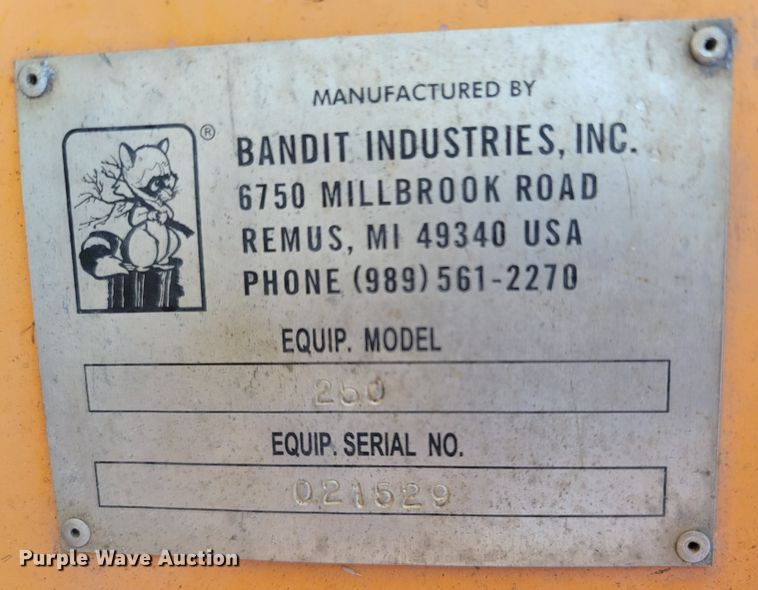 MANUFACTURED BY
®
BANDIT INDUSTRIES, INC.
6750 MILLBROOK ROAD
REMUS, MI 49340 USA
PHONE (989) 561-2270
EQUIP. MODEL
250
EQUIP. SERIAL NO.
021529
Purple Wave Auction